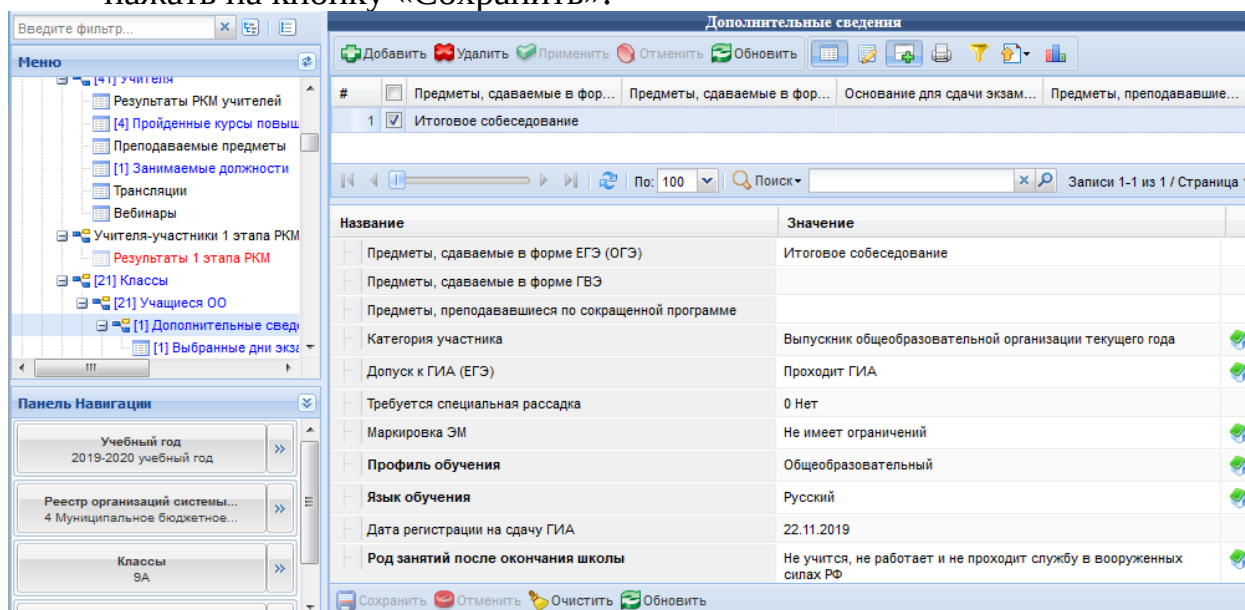 нажать на кнопку «Сохранить».
Введите фильтр...
Дополнительные сведения
Меню
Добавить Удалить Применить Отменить Обновить
[41] Учителя
Результаты РКМ учителей
[4] Пройденные курсы повыш
Преподаваемые предметы
[1] Занимаемые должности
Трансляции
Вебинары
Учителя-участники 1 этапа РКМ
Результаты 1 этапа РКМ
[21] Классы
[21] Учащиеся ОО
[1] Дополнительные сведе
[1] Выбранные дни экза
# Предметы, сдаваемые в фор... Предметы, сдаваемые в фор... Основание для сдачи экзам... Предметы, преподававшие...
1 Итоговое собеседование
По: 100 Поиск Записи 1-1 из 1 / Страница
Название Значение
Предметы, сдаваемые в форме ЕГЭ (ОГЭ) Итоговое собеседование
Предметы, сдаваемые в форме ГВЭ
Предметы, преподававшиеся по сокращенной программе
Категория участника Выпускник общеобразовательной организации текущего года
Допуск к ГИА (ЕГЭ) Проходит ГИА
Требуется специальная рассадка 0 Нет
Маркировка ЭМ Не имеет ограничений
Профиль обучения Общеобразовательный
Язык обучения Русский
Дата регистрации на сдачу ГИА 22.11.2019
Род занятий после окончания школы Не учится, не работает и не проходит службу в вооруженных
силах РФ
Панель Навигации
Учебный год
2019-2020 учебный год
Реестр организаций системы...
4 Муниципальное бюджетное...
Классы
9А
Сохранить Отменить Очистить Обновить